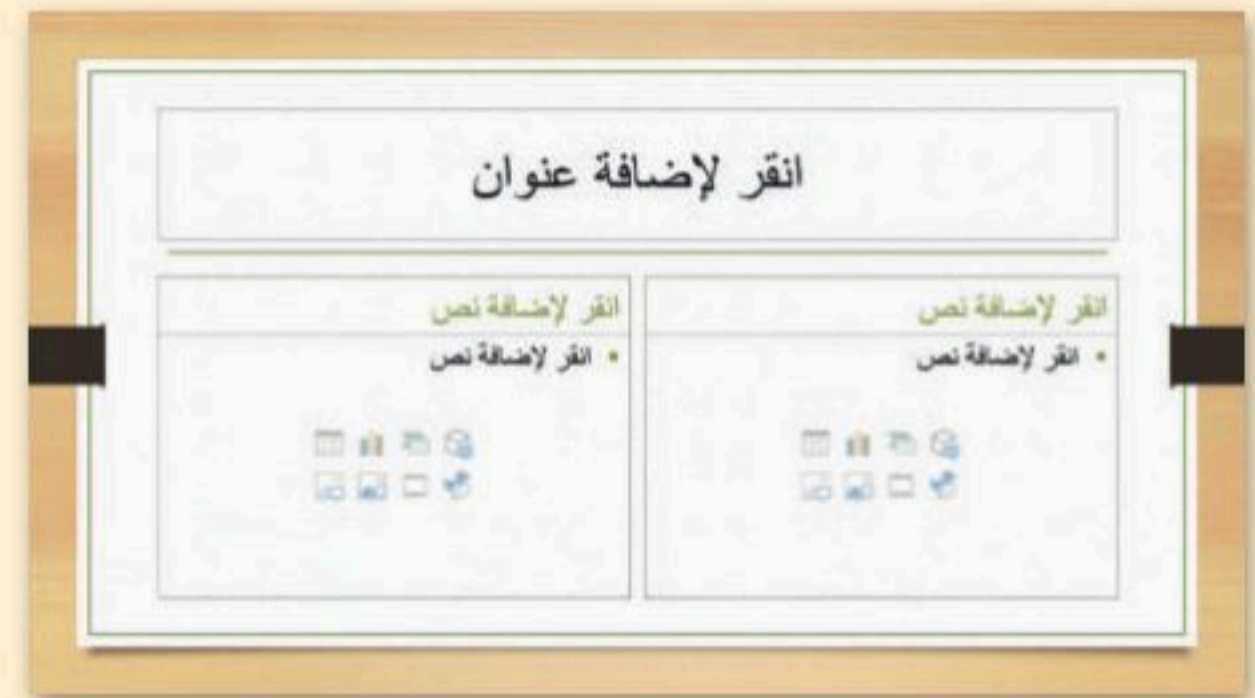 انقر لإضافة عنوان
انقر لإضافة نص
• انقر لإضافة نص
انقر لإضافة نص
• انقر لإضافة نص